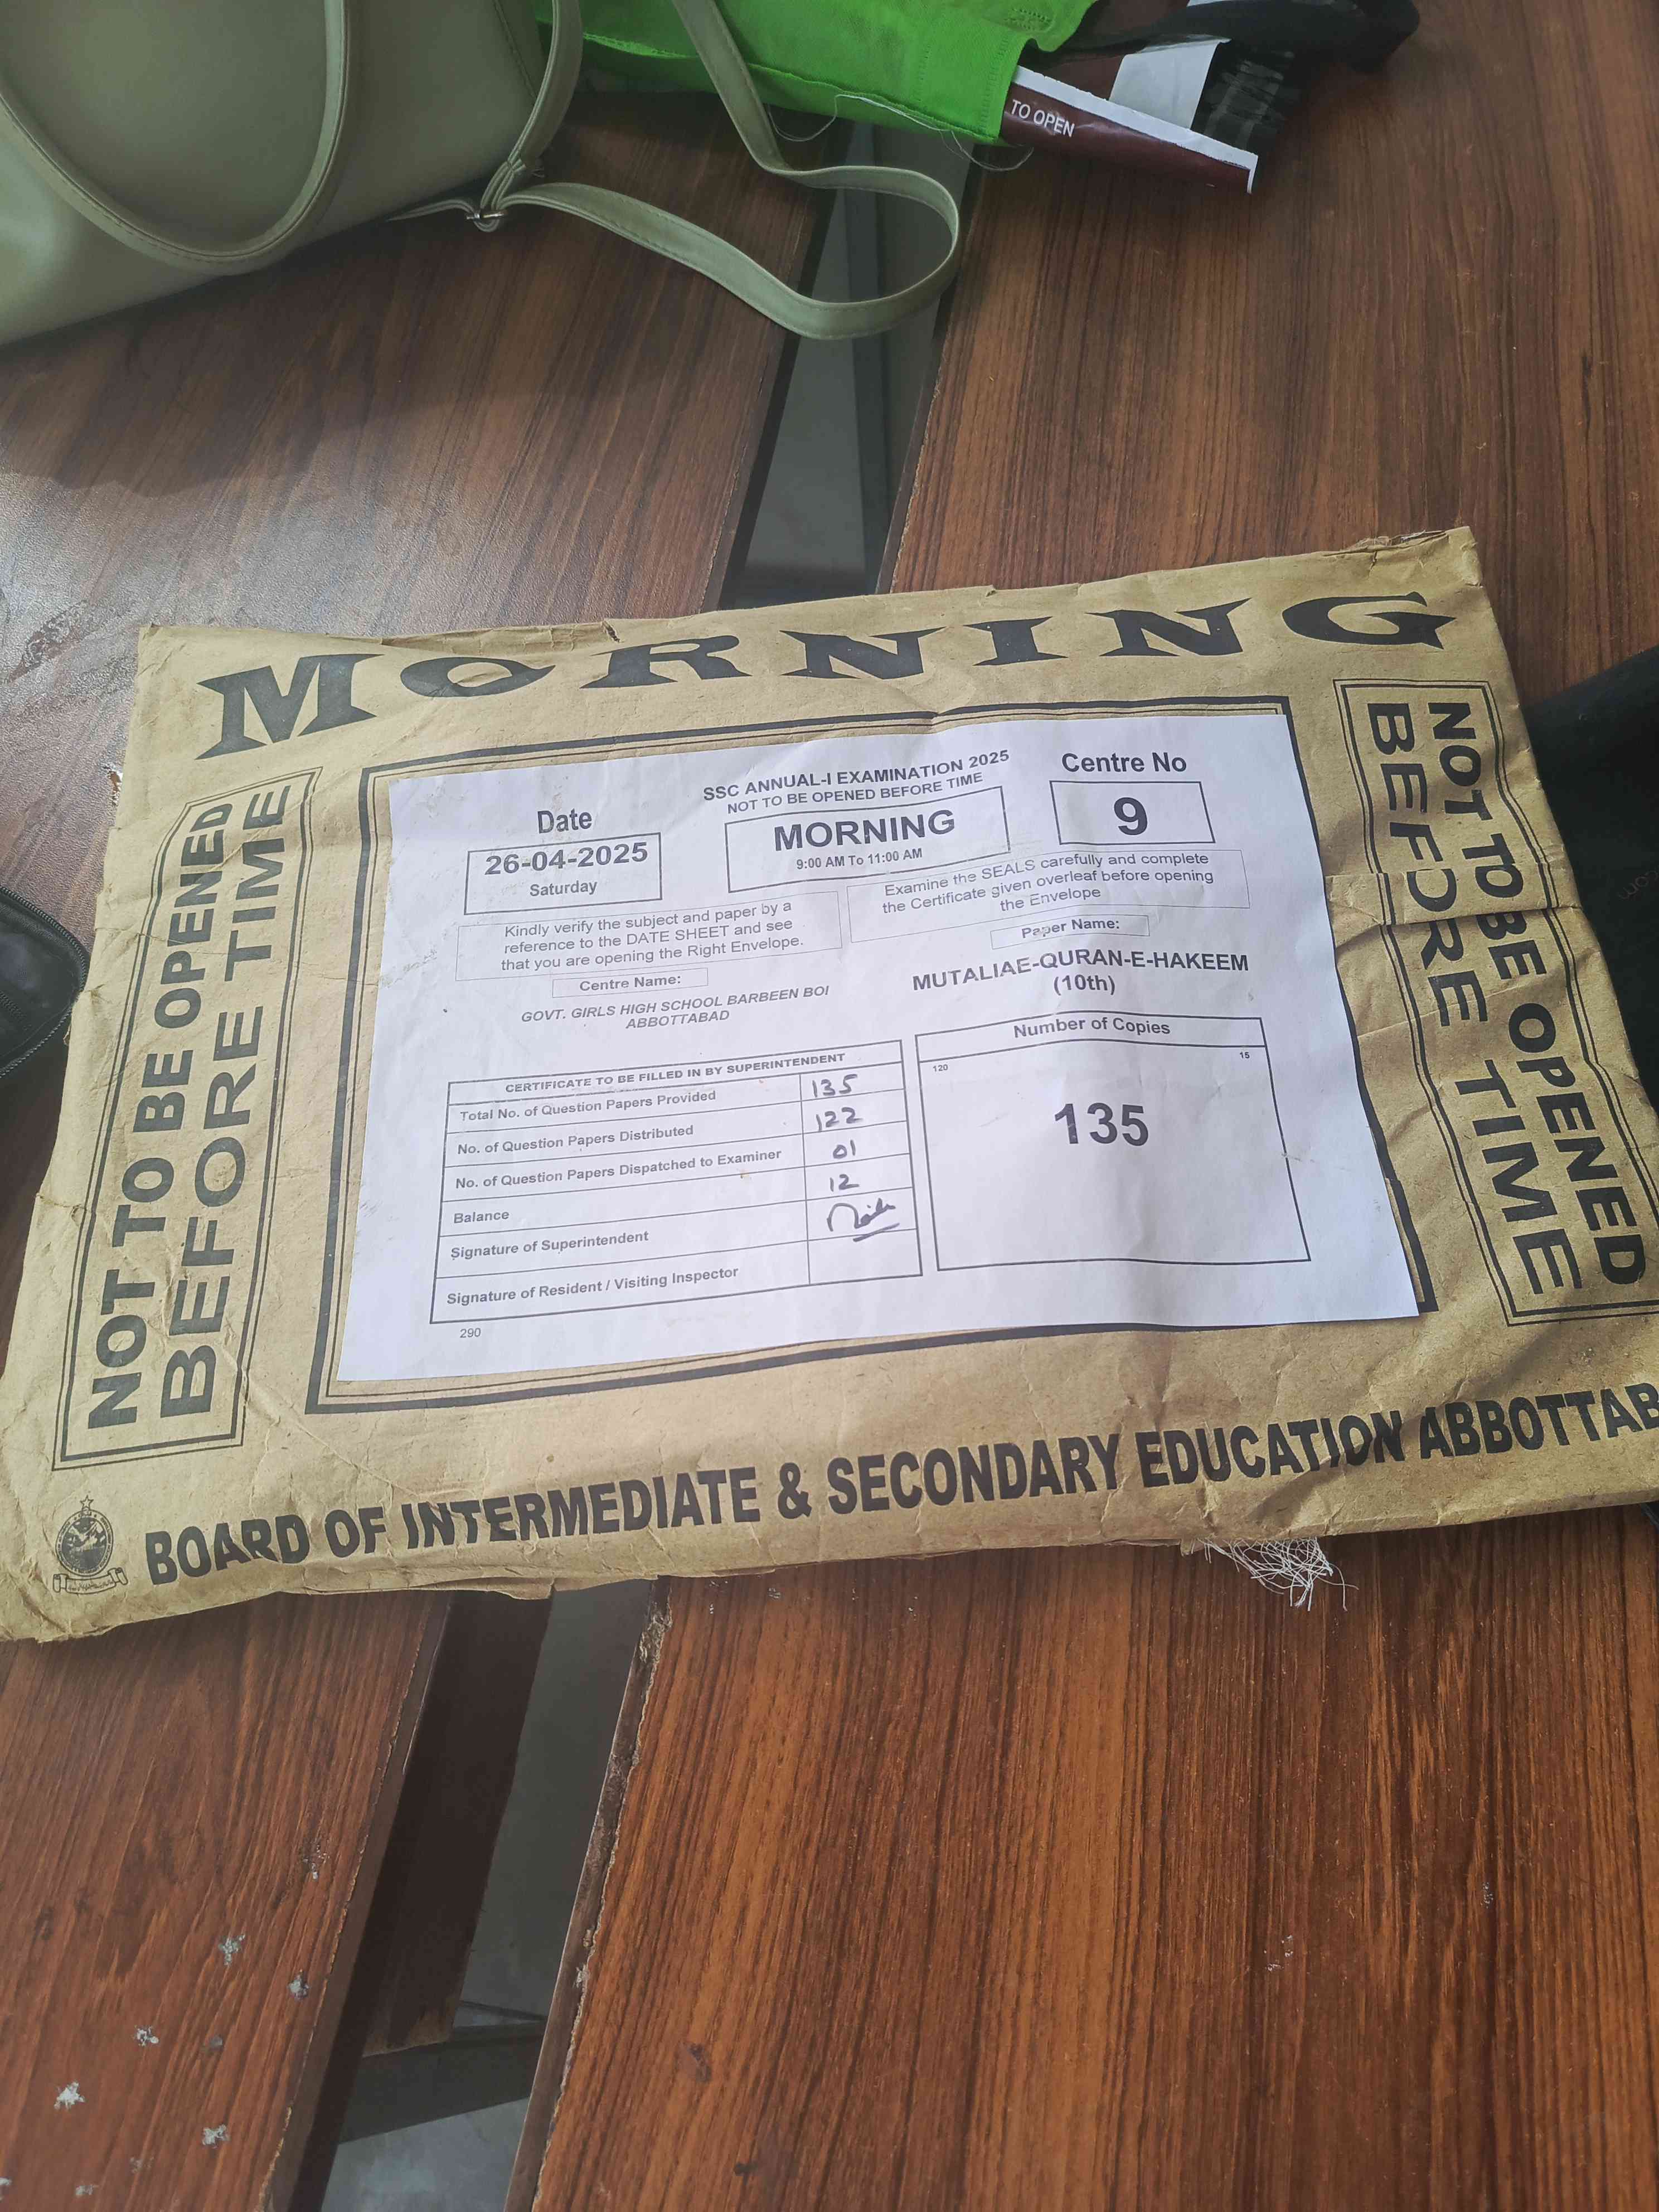 TO OPEN
MORNING
NOT TO BE OPENED
BEFORE TIME
SSC ANNUAL-I EXAMINATION 2025
NOT TO BE OPENED BEFORE TIME
Date
26-04-2025
Saturday
MORNING
9:00 AM To 11:00 AM
Centre No
9
Kindly verify the subject and paper by a
reference to the DATE SHEET and see
that you are opening the Right Envelope.
Examine the SEALS carefully and complete
the Certificate given overleaf before opening
the Envelope
Centre Name:
GOVT. GIRLS HIGH SCHOOL BARBEEN BOI
ABBOTTABAD
Paper Name:
MUTALIAE-QURAN-E-HAKEEM
(10th)
CERTIFICATE TO BE FILLED IN BY SUPERINTENDENT
Total No. of Question Papers Provided 135
No. of Question Papers Distributed 122
No. of Question Papers Dispatched to Examiner 01
Balance 12
Signature of Superintendent
Signature of Resident / Visiting Inspector
290
Number of Copies
120 15
135
NOT TO BE OPENED
BEFORE TIME
BOARD OF INTERMEDIATE & SECONDARY EDUCATION ABBOTTAB